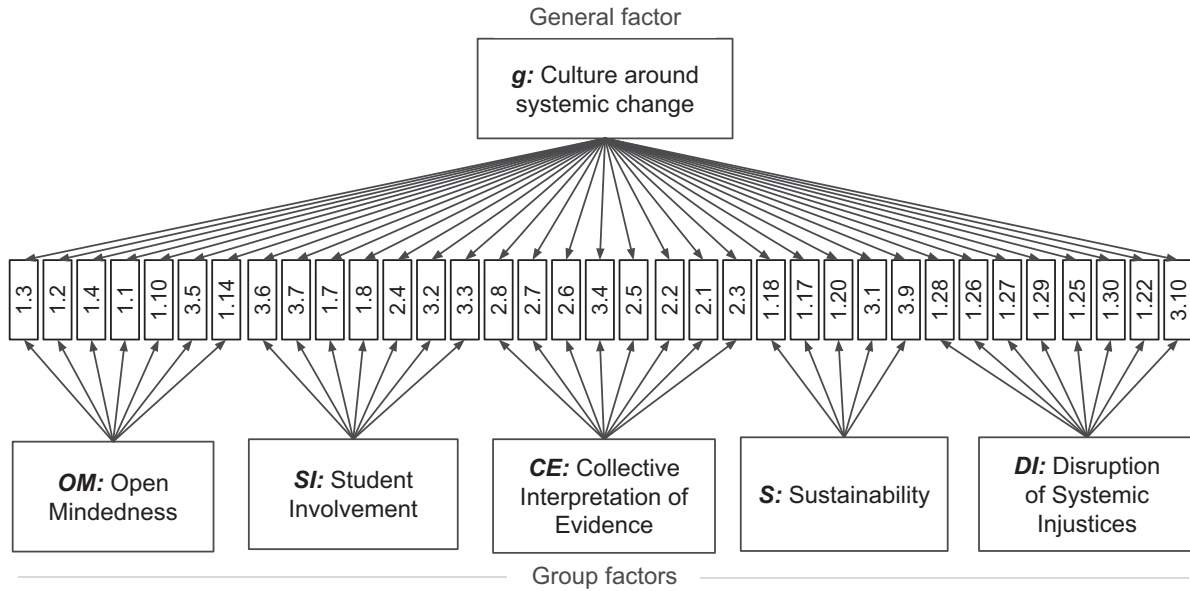 General factor
g: Culture around
systemic change
1.3
1.2
1.4
1.1
1.10
3.5
1.14
3.6
3.7
1.7
1.8
2.4
3.2
3.3
2.8
2.7
2.6
3.4
2.5
2.2
2.1
2.3
1.18
1.17
1.20
3.1
3.9
1.28
1.26
1.27
1.29
1.25
1.30
1.22
3.10
OM: Open
Mindedness
SI: Student
Involvement
CE: Collective
Interpretation of
Evidence
S: Sustainability
DI: Disruption
of Systemic
Injustices
Group factors